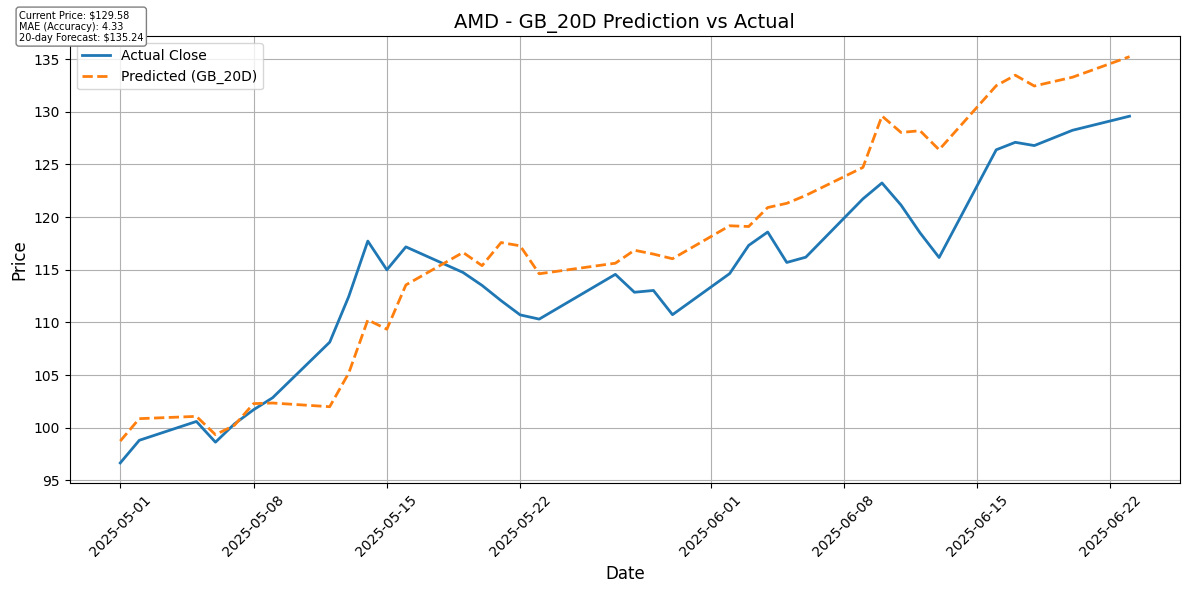 AMD - GB_20D Prediction vs Actual
Current Price: $129.58
MAE (Accuracy): 4.33
20-day Forecast: $135.24
Actual Close
Predicted (GB_20D)
Price
135
130
125
120
115
110
105
100
95
2025-05-01
2025-05-08
2025-05-15
2025-05-22
2025-06-01
2025-06-08
2025-06-15
2025-06-22
Date